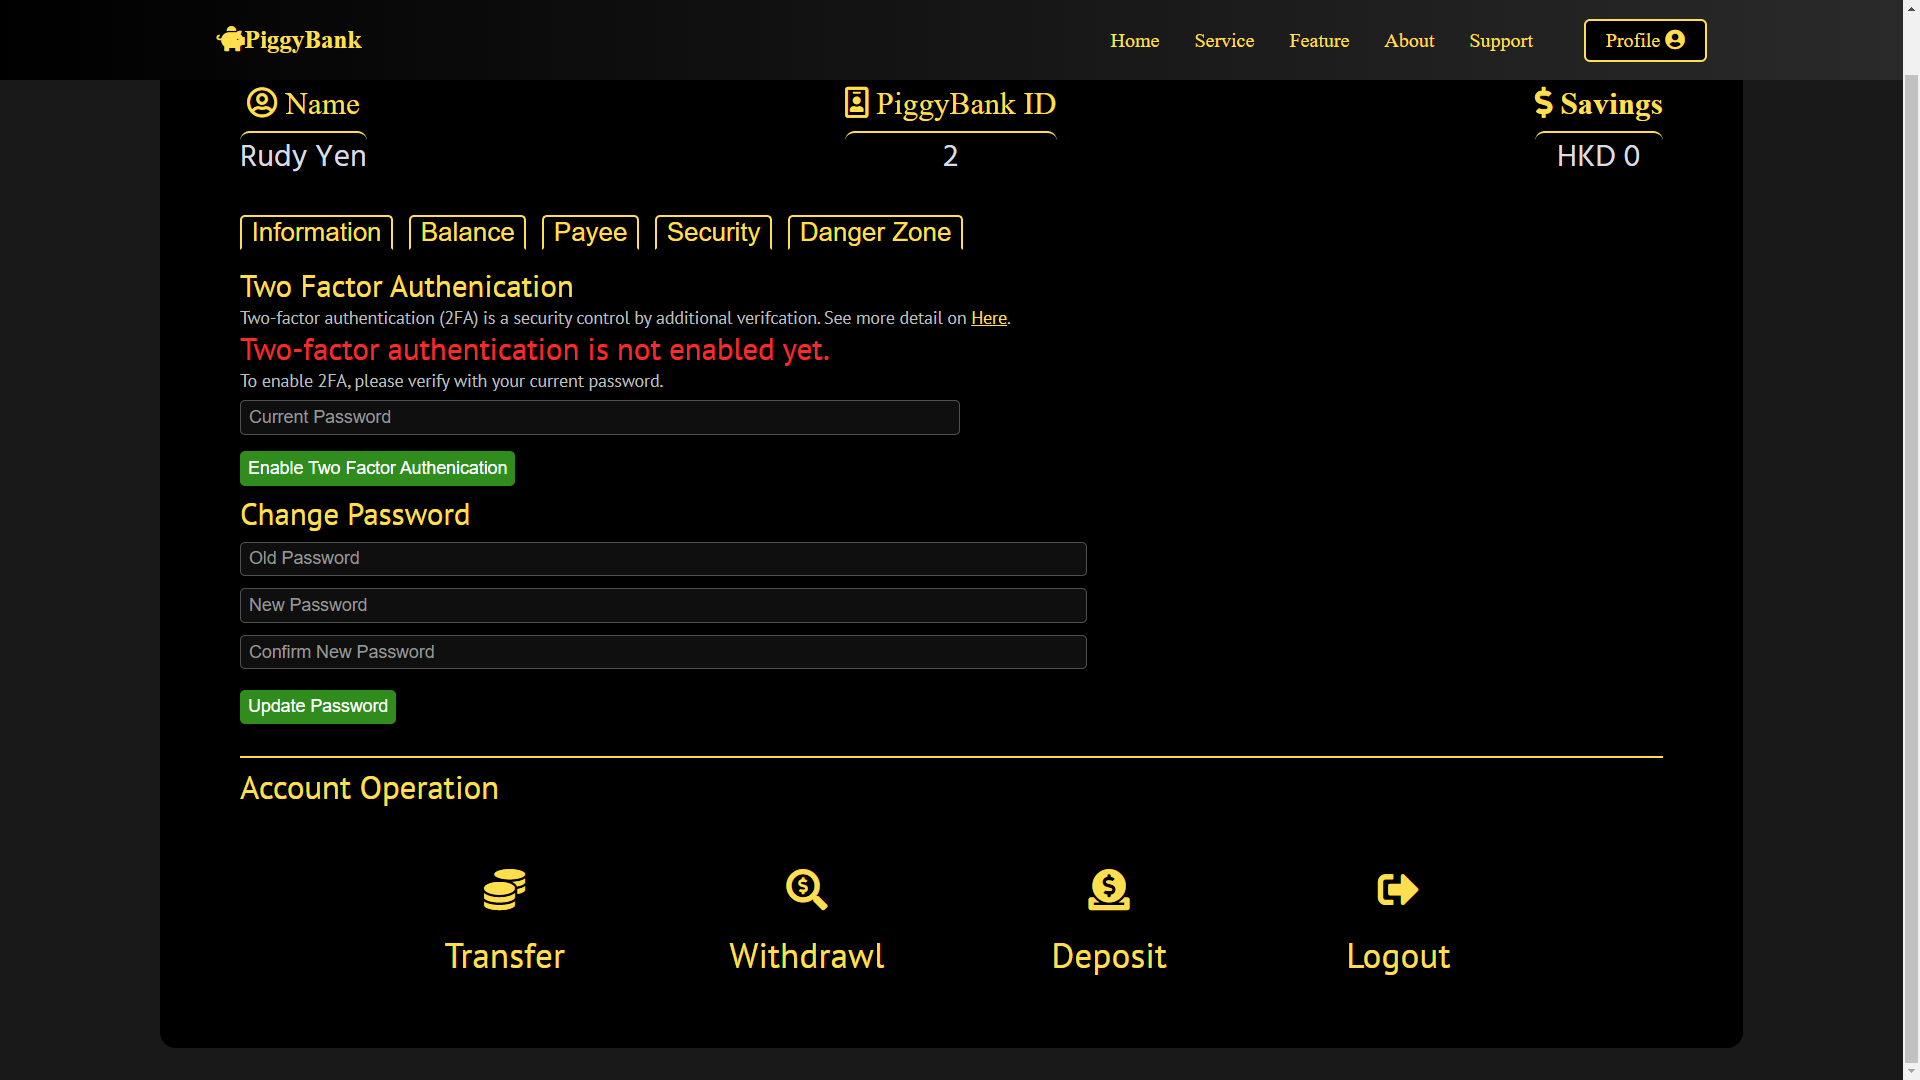 PiggyBank
Home Service Feature About Support Profile
Name PiggyBank ID $ Savings
Rudy Yen 2 HKD 0
Information Balance Payee Security Danger Zone
Two Factor Authenication
Two-factor authentication (2FA) is a security control by additional verifcation. See more detail on Here.
Two-factor authentication is not enabled yet.
To enable 2FA, please verify with your current password.
Current Password
Enable Two Factor Authenication
Change Password
Old Password
New Password
Confirm New Password
Update Password
Account Operation
Transfer Withdrawl Deposit Logout